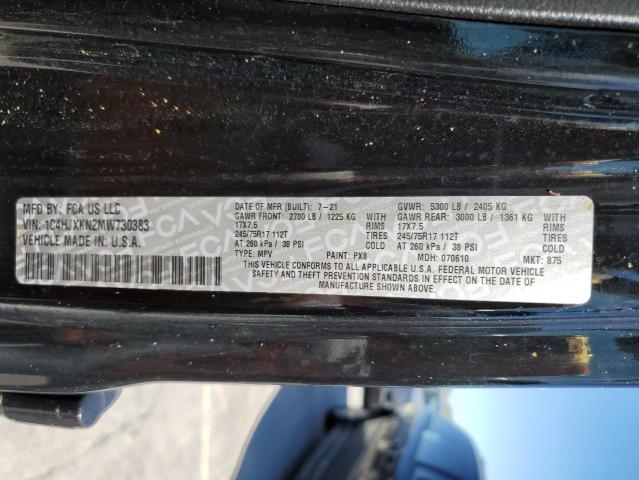 MFD BY: FCA US LLC
VIN: 1C4HJXKN2MW730383
VEHICLE MADE IN U.S.A.
DATE OF MFR (BUILT): 7-21 GVWR: 5300 LB / 2405 KG
GAWR FRONT: 2700 LB / 1225 KG WITH GAWR REAR: 3000 LB / 1361 KG WITH
17X7.5 RIMS 17X7.5 RIMS
245/75R17 112T TIRES 245/75R17 112T TIRES
AT 260 kPa / 38 PSI COLD AT 260 kPa / 38 PSI COLD
TYPE: MPV PAINT: PX8 MDH: 070610 MKT: 875
THIS VEHICLE CONFORMS TO ALL APPLICABLE U.S.A. FEDERAL MOTOR VEHICLE
SAFETY AND THEFT PREVENTION STANDARDS IN EFFECT ON THE DATE OF
MANUFACTURE SHOWN ABOVE.